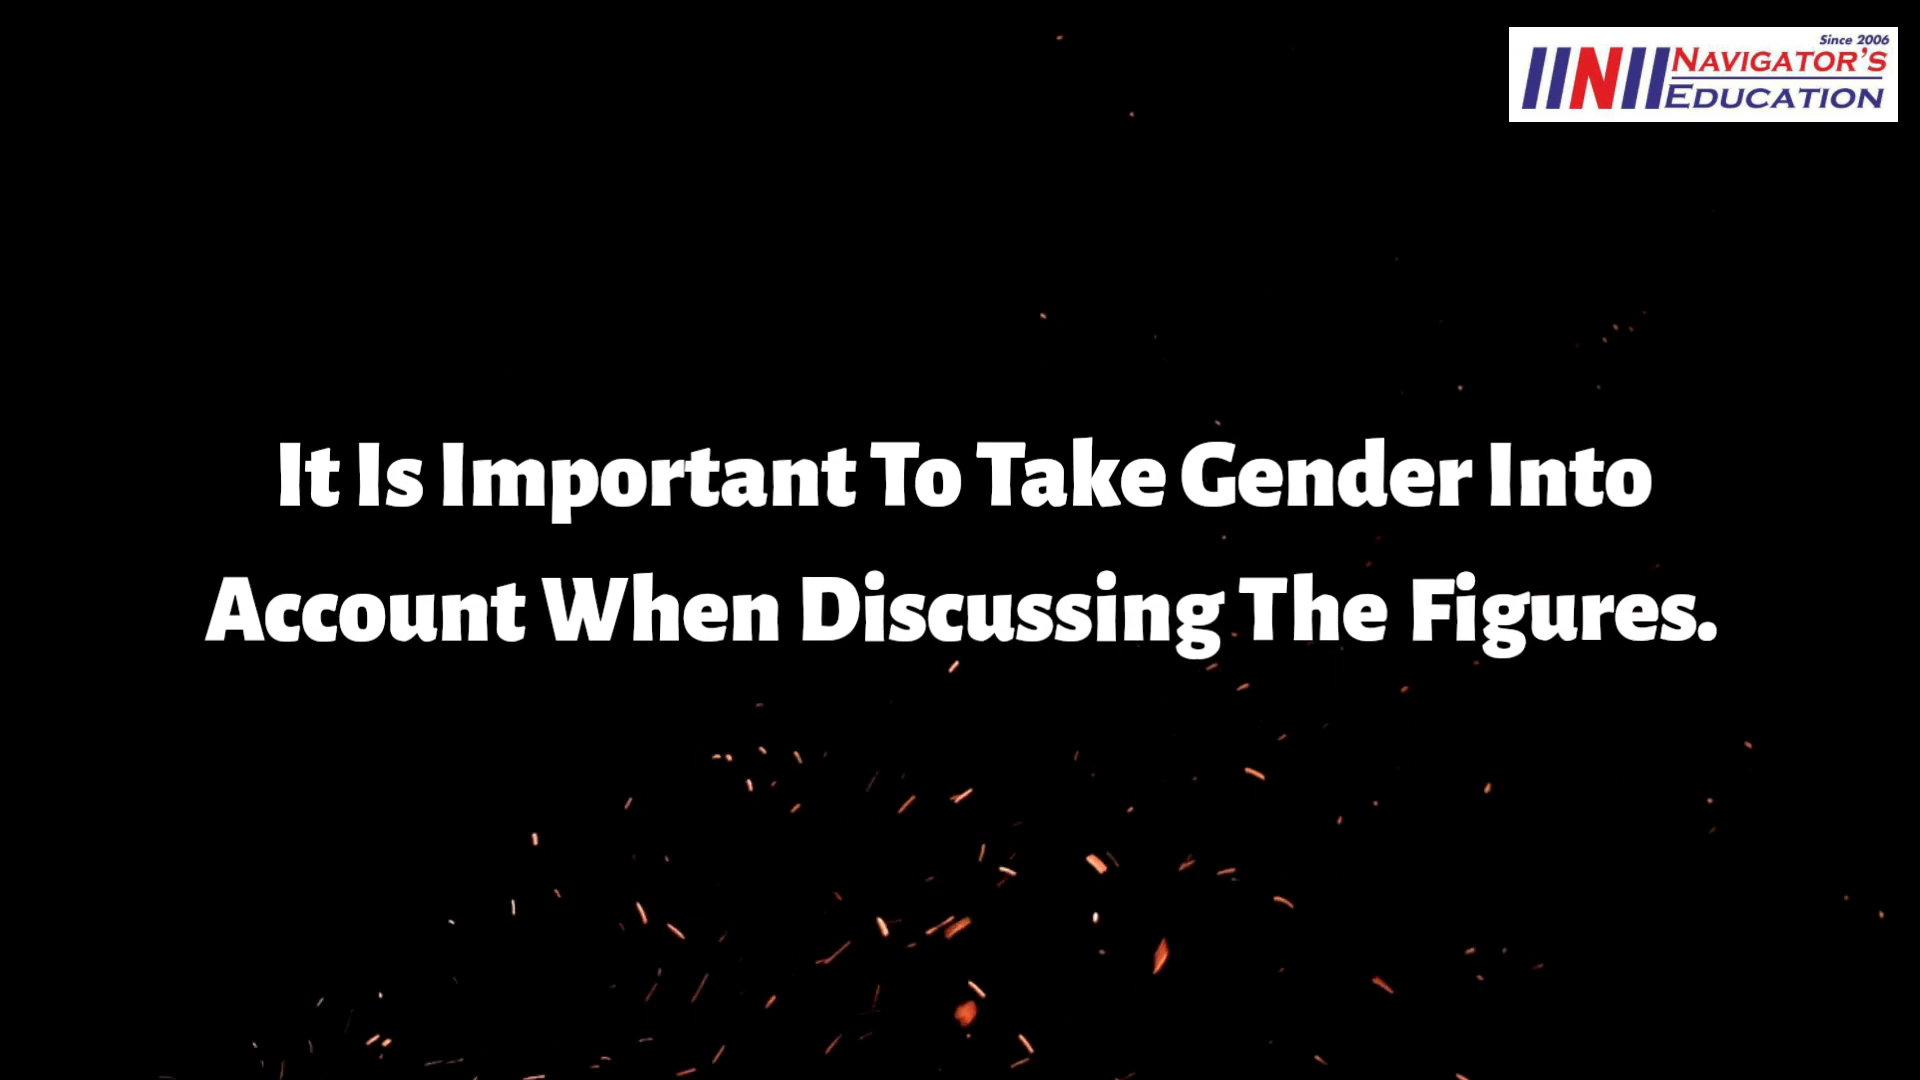 Since 2006
NAVIGATOR'S
EDUCATION
It Is Important To Take Gender Into
Account When Discussing The Figures.